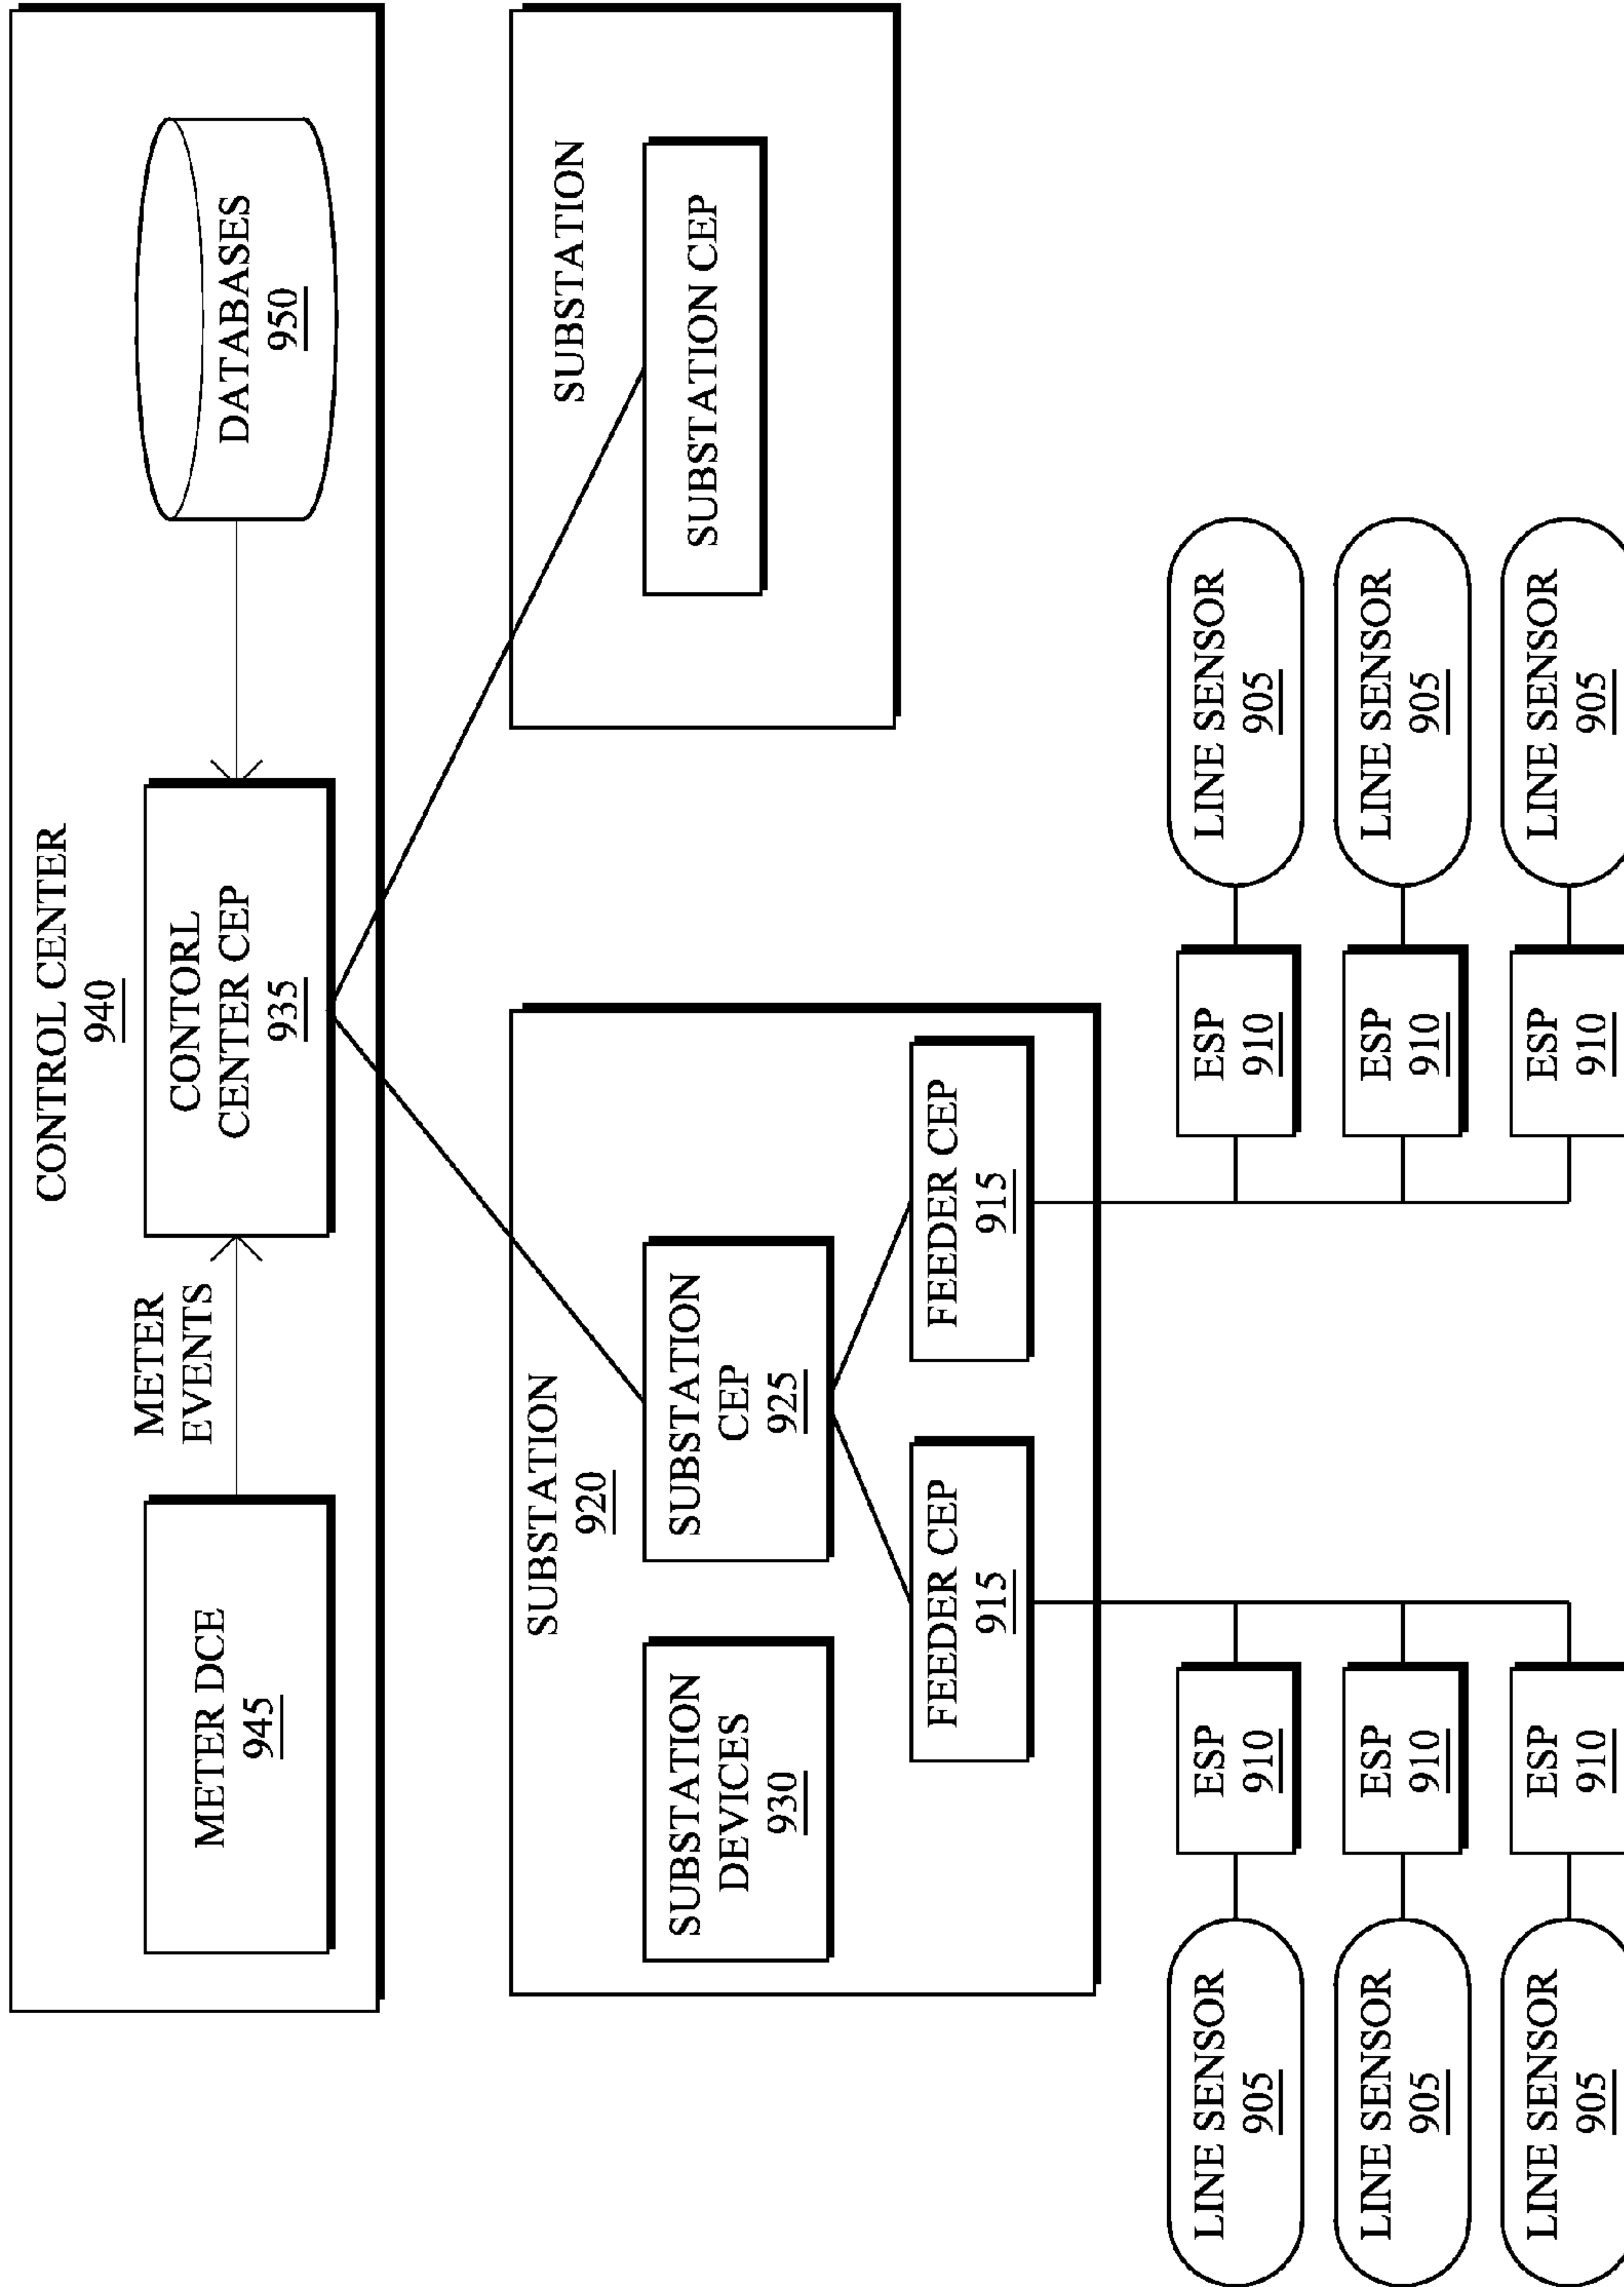 CONTROL CENTER
940
METER DCE
945
METER
EVENTS
CONTORL
CENTER CEP
935
DATABASES
950
SUBSTATION
920
SUBSTATION
DEVICES
930
SUBSTATION
CEP
925
FEEDER CEP
915
FEEDER CEP
915
SUBSTATION
SUBSTATION CEP
LINE SENSOR
905
ESP
910
ESP
910
LINE SENSOR
905
LINE SENSOR
905
ESP
910
ESP
910
LINE SENSOR
905
LINE SENSOR
905
ESP
910
ESP
910
LINE SENSOR
905